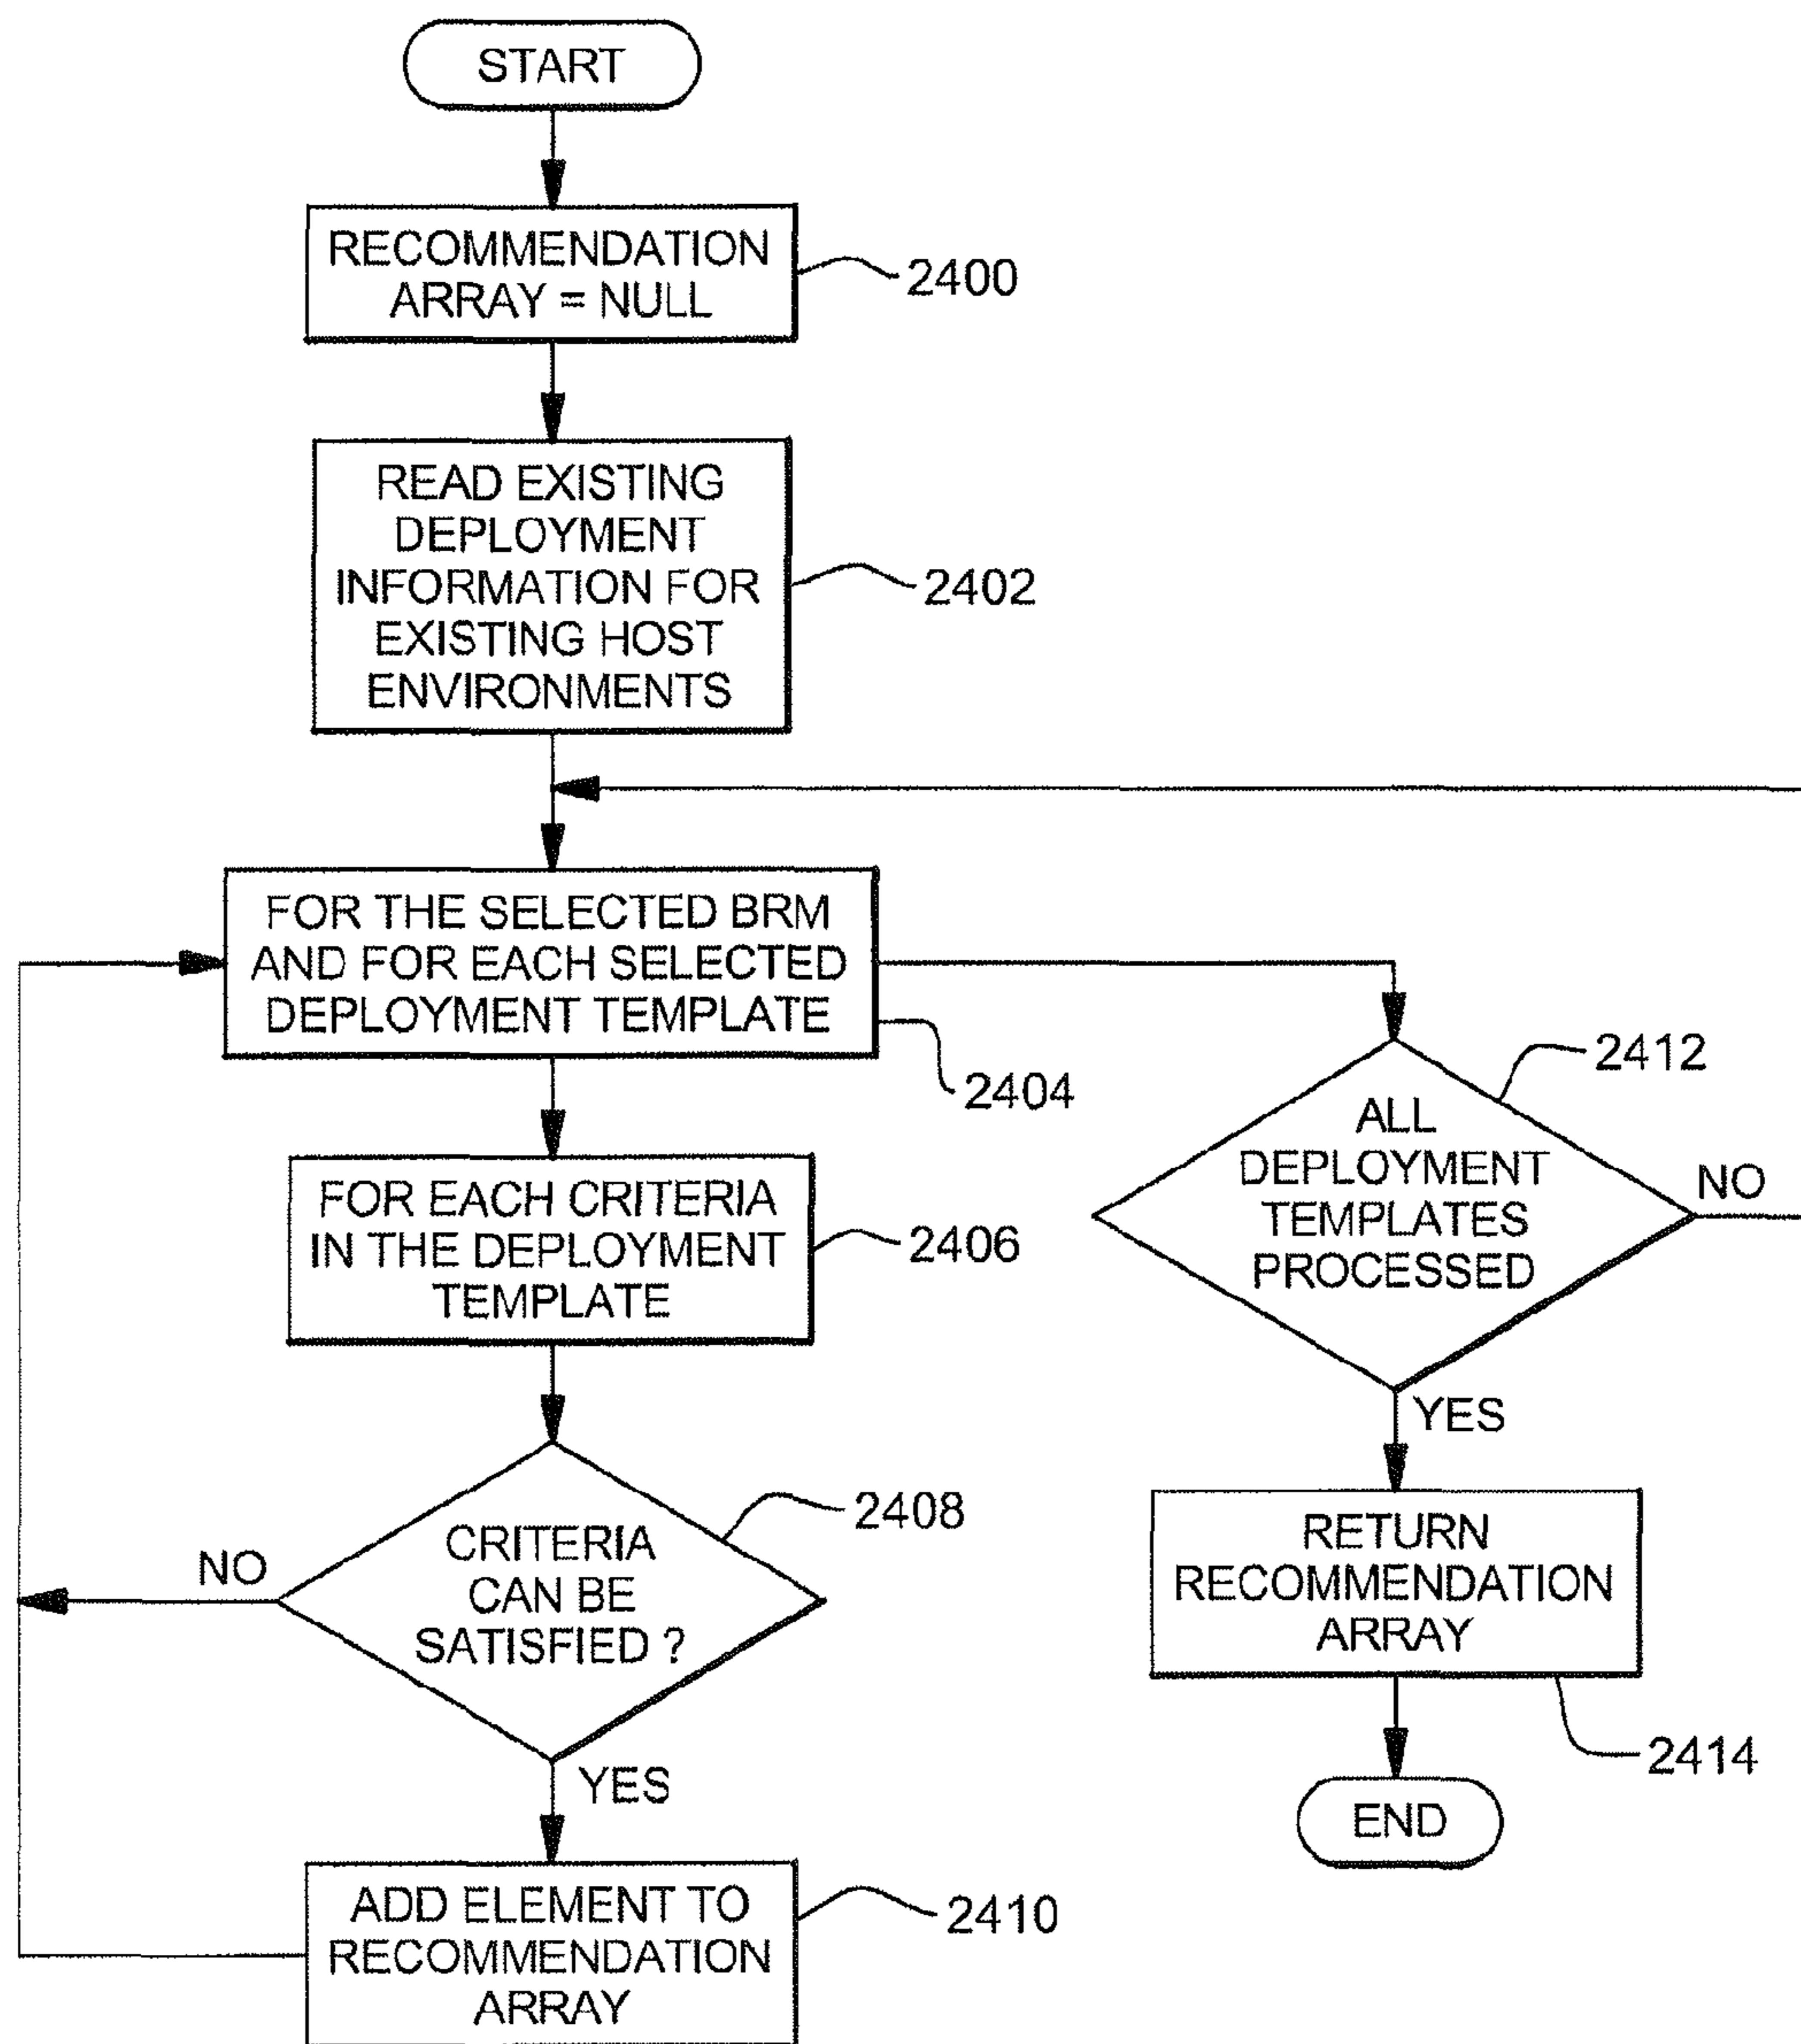 START
RECOMMENDATION
ARRAY = NULL
2400
READ EXISTING
DEPLOYMENT
INFORMATION FOR
EXISTING HOST
ENVIRONMENTS
2402
FOR THE SELECTED BRM
AND FOR EACH SELECTED
DEPLOYMENT TEMPLATE
2404
FOR EACH CRITERIA
IN THE DEPLOYMENT
TEMPLATE
2406
CRITERIA
CAN BE
SATISFIED ?
2408
NO
YES
ADD ELEMENT TO
RECOMMENDATION
ARRAY
2410
ALL
DEPLOYMENT
TEMPLATES
PROCESSED
2412
NO
YES
RETURN
RECOMMENDATION
ARRAY
2414
END